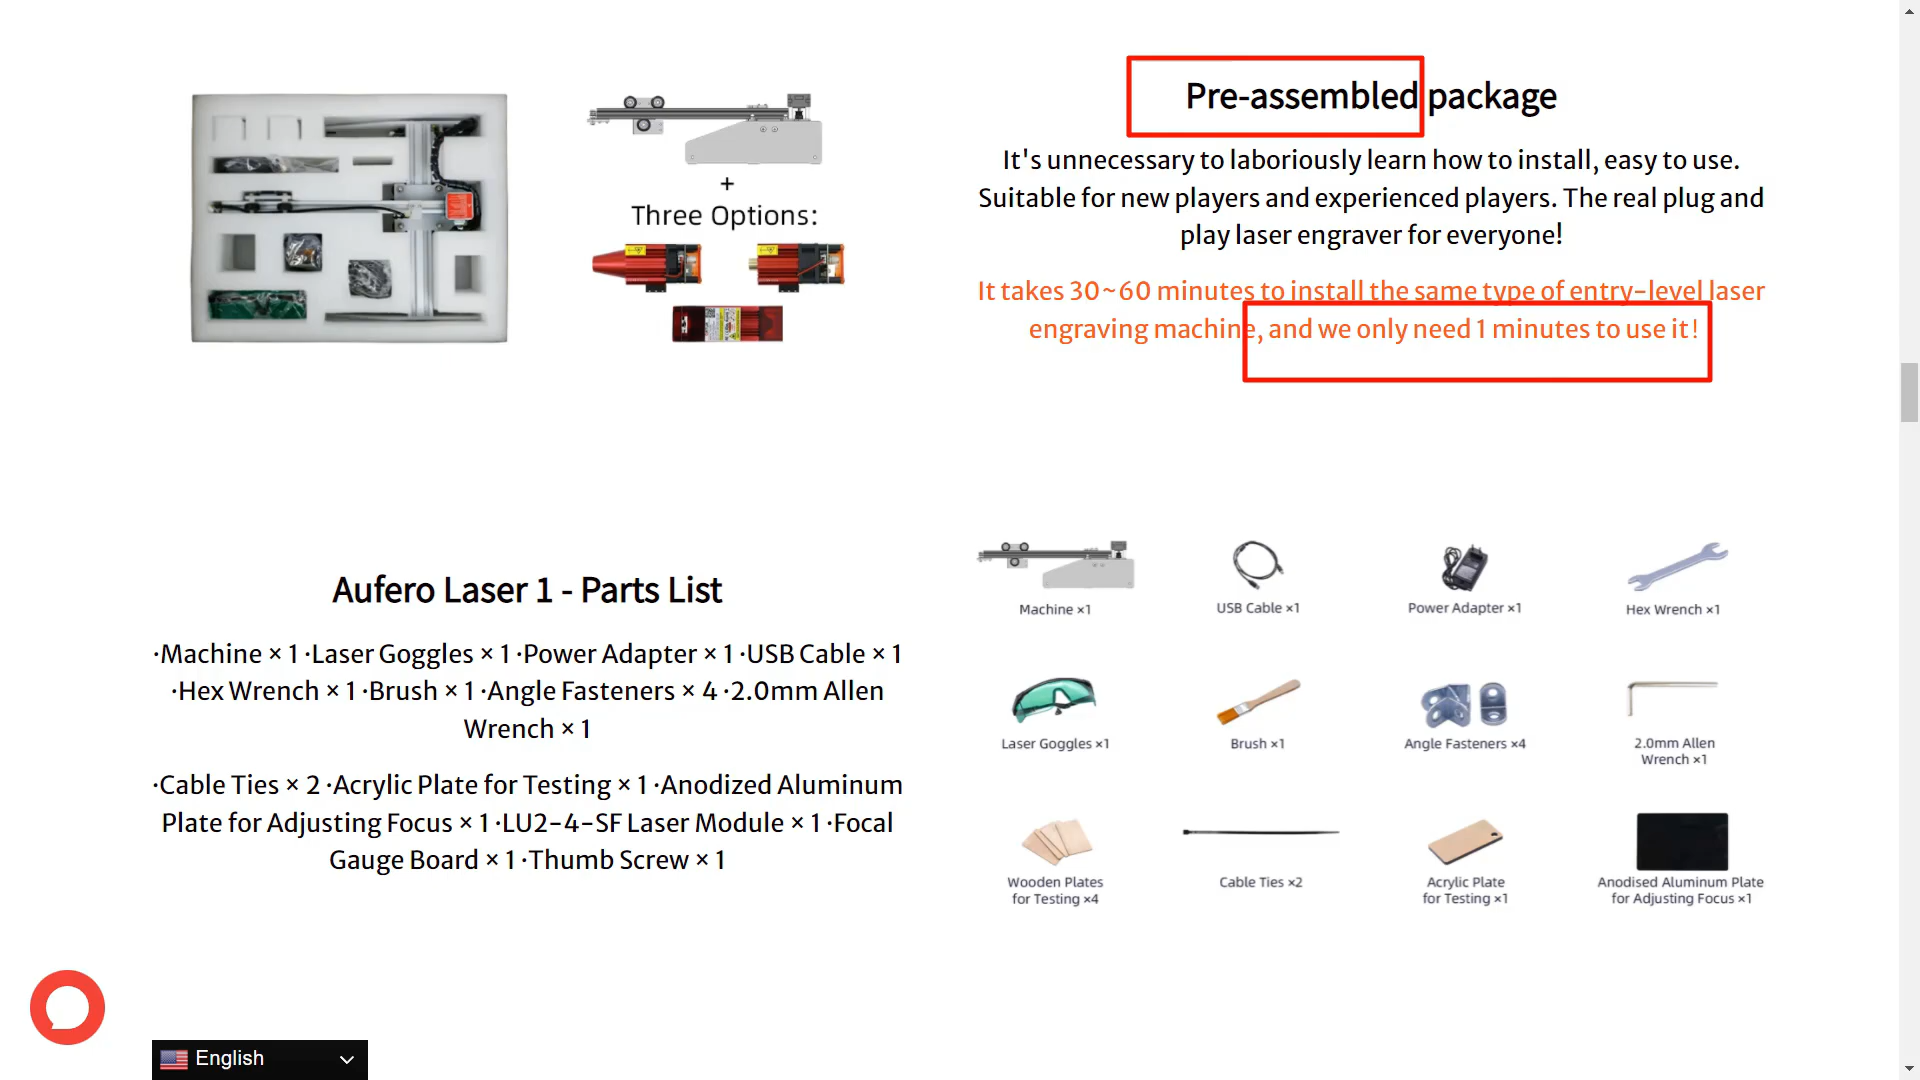 Three Options:
+
Pre-assembled package
It's unnecessary to laboriously learn how to install, easy to use.
Suitable for new players and experienced players. The real plug and
play laser engraver for everyone!
It takes 30~60 minutes to install the same type of entry-level laser
engraving machine, and we only need 1 minutes to use it!
Aufero Laser 1 - Parts List
·Machine × 1 ·Laser Goggles × 1 ·Power Adapter × 1 ·USB Cable × 1
·Hex Wrench × 1 ·Brush × 1 ·Angle Fasteners × 4 ·2.0mm Allen
Wrench × 1
·Cable Ties × 2 ·Acrylic Plate for Testing × 1 ·Anodized Aluminum
Plate for Adjusting Focus × 1 ·LU2-4-SF Laser Module × 1 ·Focal
Gauge Board × 1 ·Thumb Screw × 1
Machine ×1
USB Cable ×1
Power Adapter ×1
Hex Wrench ×1
Laser Goggles ×1
Brush ×1
Angle Fasteners ×4
2.0mm Allen
Wrench ×1
Wooden Plates
for Testing ×4
Cable Ties ×2
Acrylic Plate
for Testing ×1
Anodised Aluminum Plate
for Adjusting Focus ×1
English